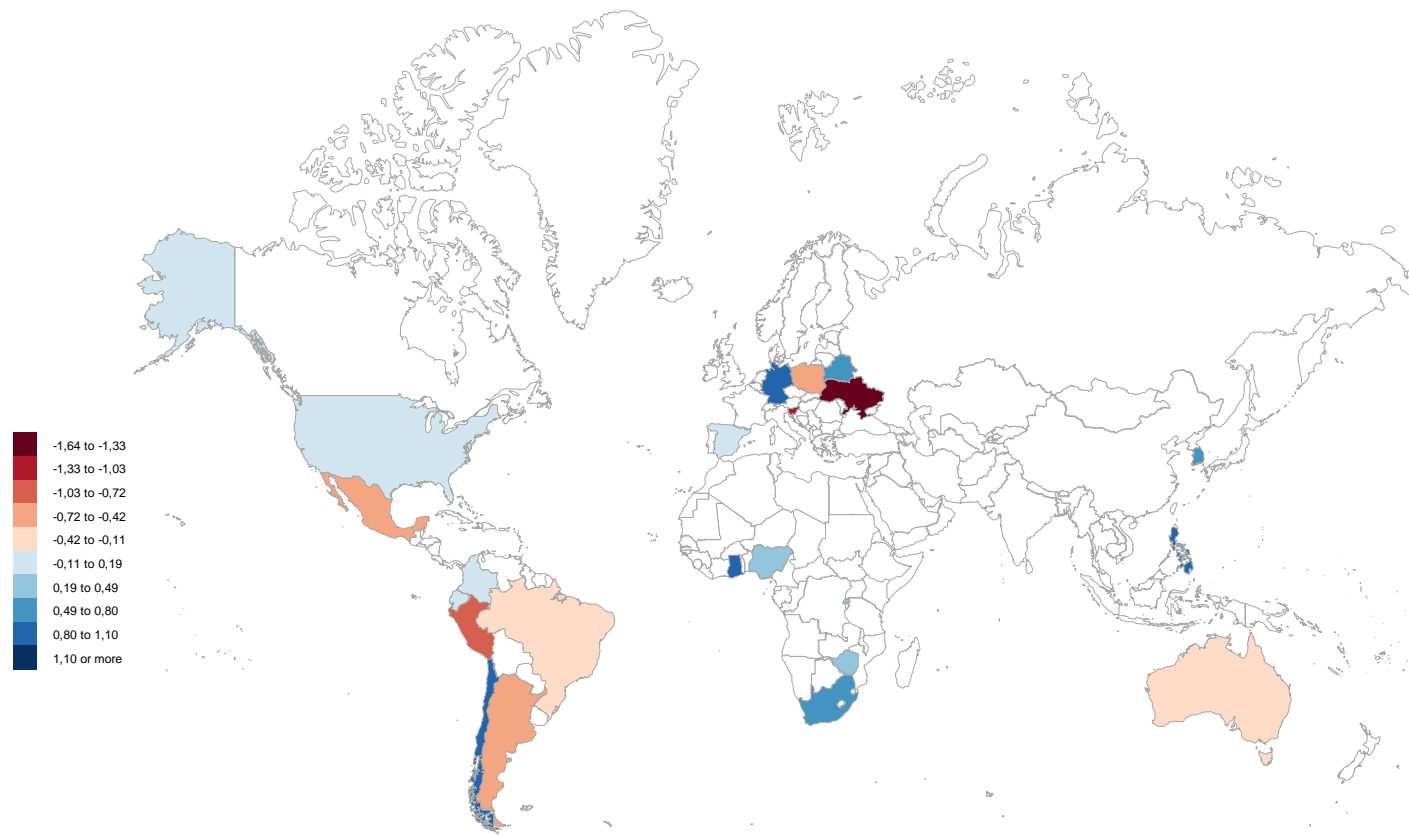 -1,64 to -1,33
-1,33 to -1,03
-1,03 to -0,72
-0,72 to -0,42
-0,42 to -0,11
-0,11 to 0,19
0,19 to 0,49
0,49 to 0,80
0,80 to 1,10
1,10 or more